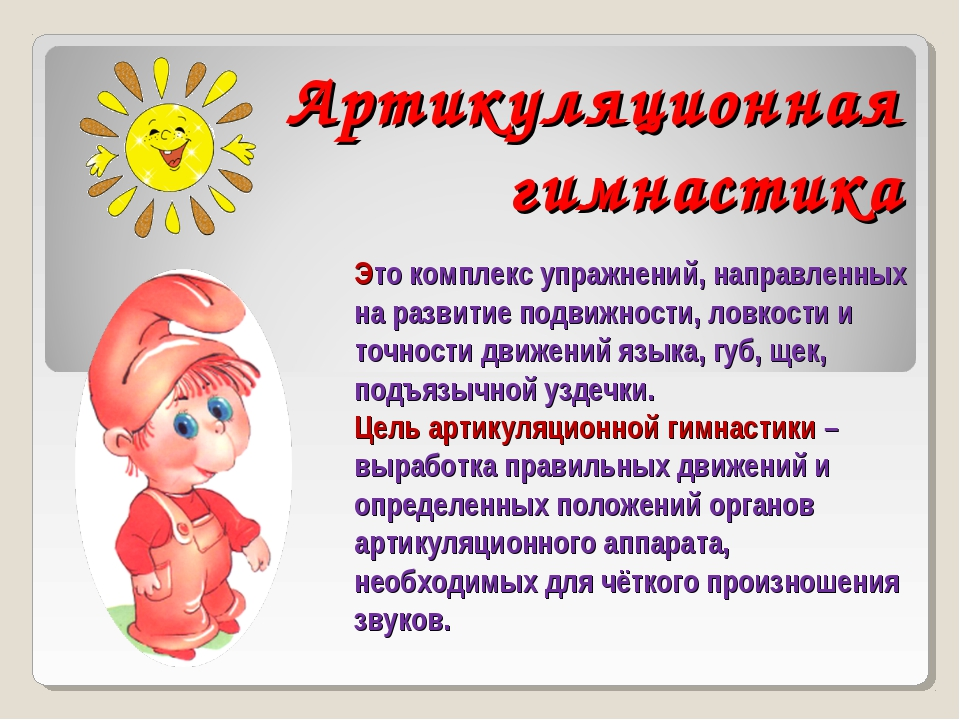 Артикуляционная
гимнастика
Это комплекс упражнений, направленных
на развитие подвижности, ловкости и
точности движений языка, губ, щек,
подъязычной уздечки.
Цель артикуляционной гимнастики –
выработка правильных движений и
определенных положений органов
артикуляционного аппарата,
необходимых для чёткого произношения
звуков.